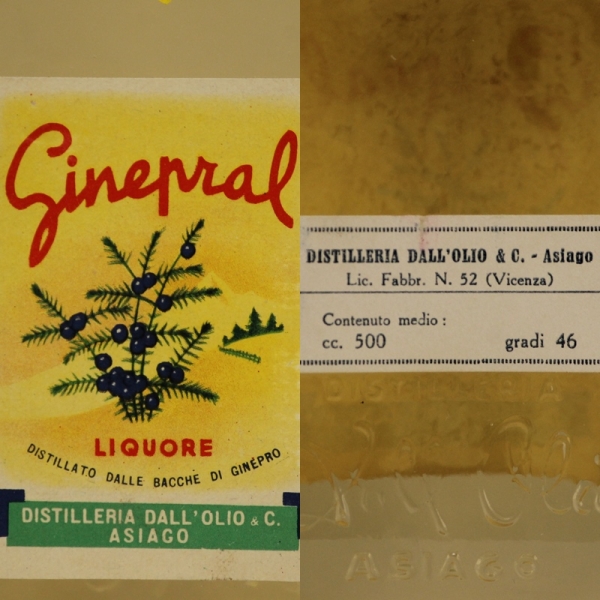 Ginepral
LIQUORE
DISTILLATO DALLE BACCHE DI GINEPRO
DISTILLERIA DALL'OLIO & C.
ASIAGO
DISTILLERIA DALL'OLIO & C. - Asiago
Lic. Fabbr. N. 52 (Vicenza)
Contenuto medio :
cc. 500 gradi 46
DISTILLERIA
ASIAGO